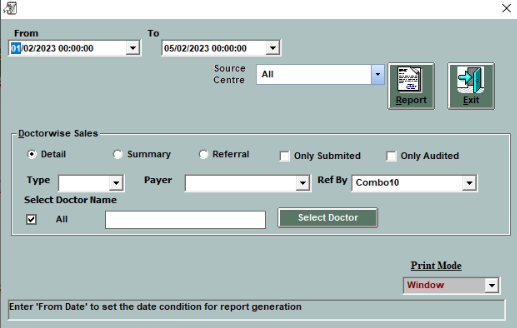 From To
01/02/2023 00:00:00 05/02/2023 00:00:00
Source Centre All
Report Exit
Doctorwise Sales
Detail Summary Referral Only Submited Only Audited
Type Payer Ref By Combo10
Select Doctor Name
All Select Doctor
Print Mode
Window
Enter 'From Date' to set the date condition for report generation